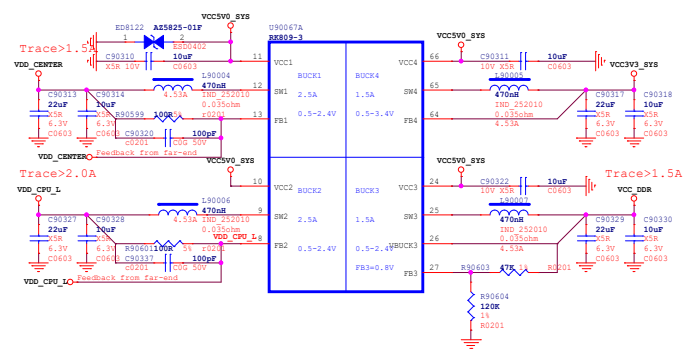 ED8122 AZ5825-01F
1 2
ESD0402
VCC5V0_SYS
U90067A
RK809-3
Trace>1.5A
VDD_CENTER
C90310 10uF
X5R 10V C0603
11 VCC1
BUCK1
2.5A
0.5-2.4V
BUCK4
1.5A
0.5-3.4V
VCC4 66
VCC5V0_SYS
C90311 10uF
10V X5R C0603
VCC3V3_SYS
L90004
470nH
4.53A IND_252010
0.035ohm
12 SW1
SW4 65
L90005
470nH
IND_252010
0.035ohm
4.53A
C90313
22uF
X5R
6.3V
C0603
C90314
10uF
X5R
6.3V
C0603
R90599 100R 5%
r0201
13 FB1
FB4 64
C90317
22uF
X5R
6.3V
C0603
C90318
10uF
X5R
6.3V
C0603
C90320 100pF
c0201 C0G 50V
VDD_CENTER Feedback from far-end
Trace>2.0A
VDD_CPU_L
VCC5V0_SYS
10 VCC2
BUCK2
2.5A
0.5-2.4V
BUCK3
1.5A
0.5-2.4V
FB3=0.8V
VCC3 24
VCC5V0_SYS
C90322 10uF
10V X5R C0603
Trace>1.5A
VCC_DDR
L90006
470nH
4.53A IND_252010
0.035ohm
9 SW2
SW3 25
L90007
470nH
IND_252010
0.035ohm
4.53A
C90327
22uF
X5R
6.3V
C0603
C90328
10uF
X5R
6.3V
C0603
VDD_CPU_L
R90601 100R 5%
r0201
8 FB2
VBUCK3 26
C90329
22uF
X5R
6.3V
C0603
C90330
10uF
X5R
6.3V
C0603
C90337 100pF
c0201 C0G 50V
VDD_CPU_L Feedback from far-end
FB3 27
R90603 47K 1% R0201
R90604
120K
1%
R0201